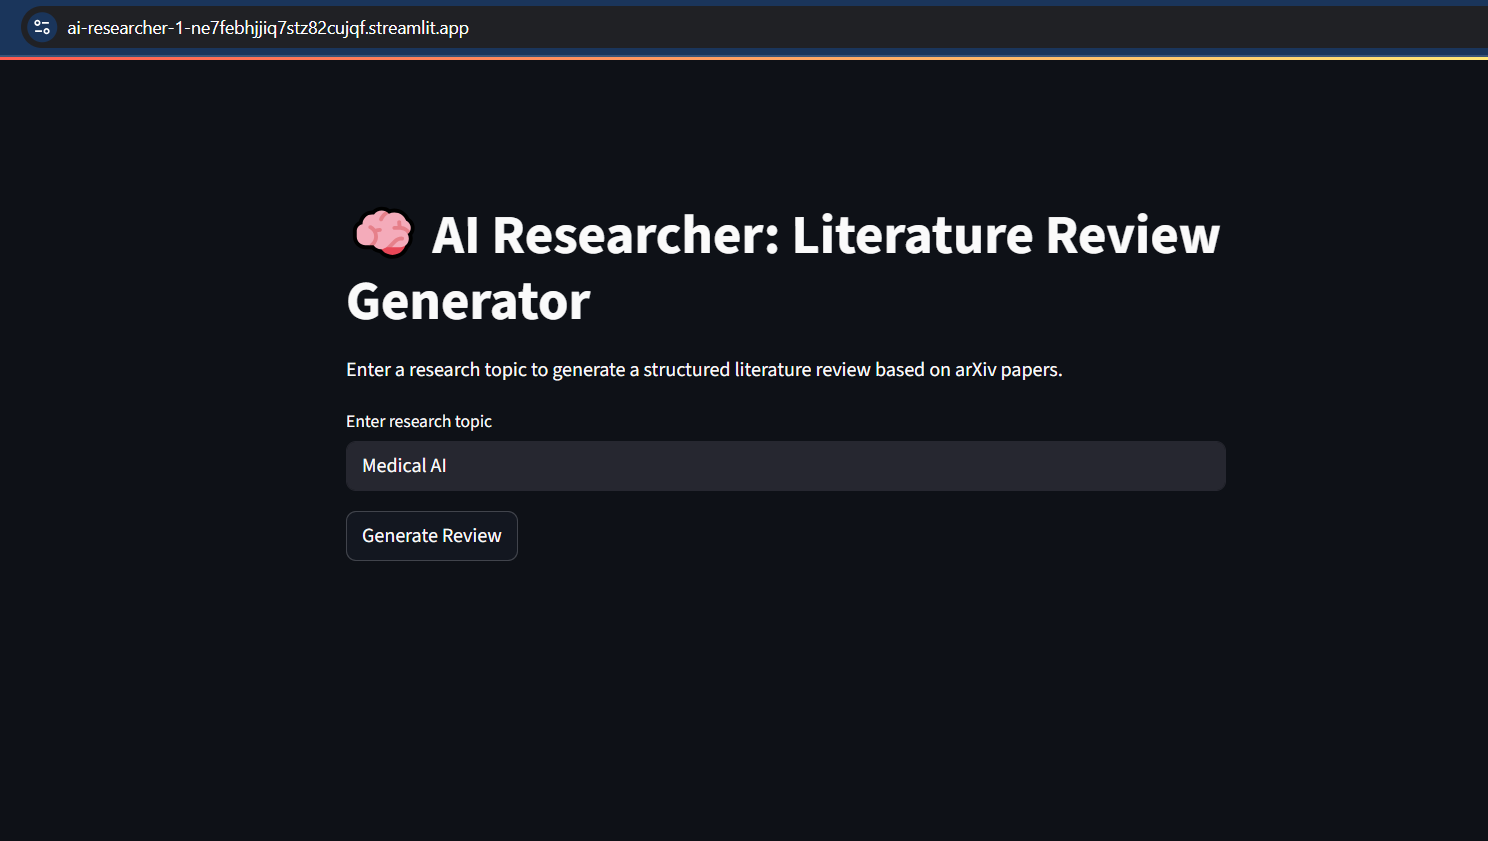 ai-researcher-1-ne7febhjjiq7stz82cujqf.streamlit.app
AI Researcher: Literature Review
Generator
Enter a research topic to generate a structured literature review based on arXiv papers.
Enter research topic
Medical AI
Generate Review